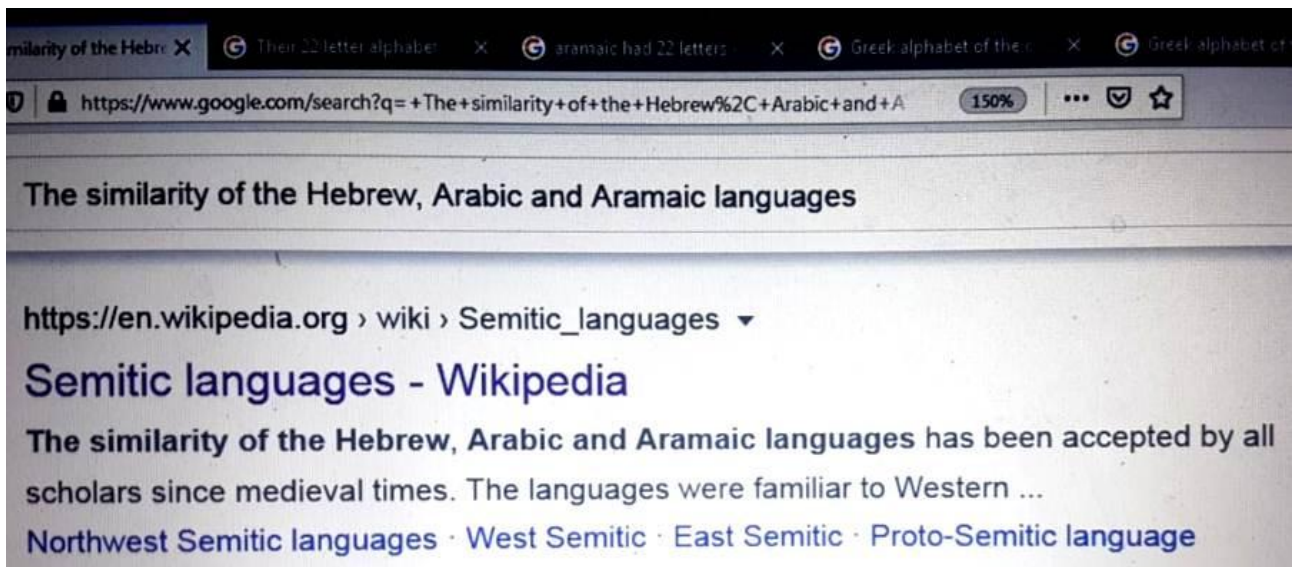 milarity of the Hebre X Their 22 letter alphabet X aramaic had 22 letters X Greek alphabet of the X Greek alphabet of
https://www.google.com/search?q=+The+similarity+of+the+Hebrew%2C+Arabic+and+A 150%
The similarity of the Hebrew, Arabic and Aramaic languages
https://en.wikipedia.org › wiki › Semitic_languages
Semitic languages - Wikipedia
The similarity of the Hebrew, Arabic and Aramaic languages has been accepted by all
scholars since medieval times. The languages were familiar to Western ...
Northwest Semitic languages · West Semitic · East Semitic · Proto-Semitic language